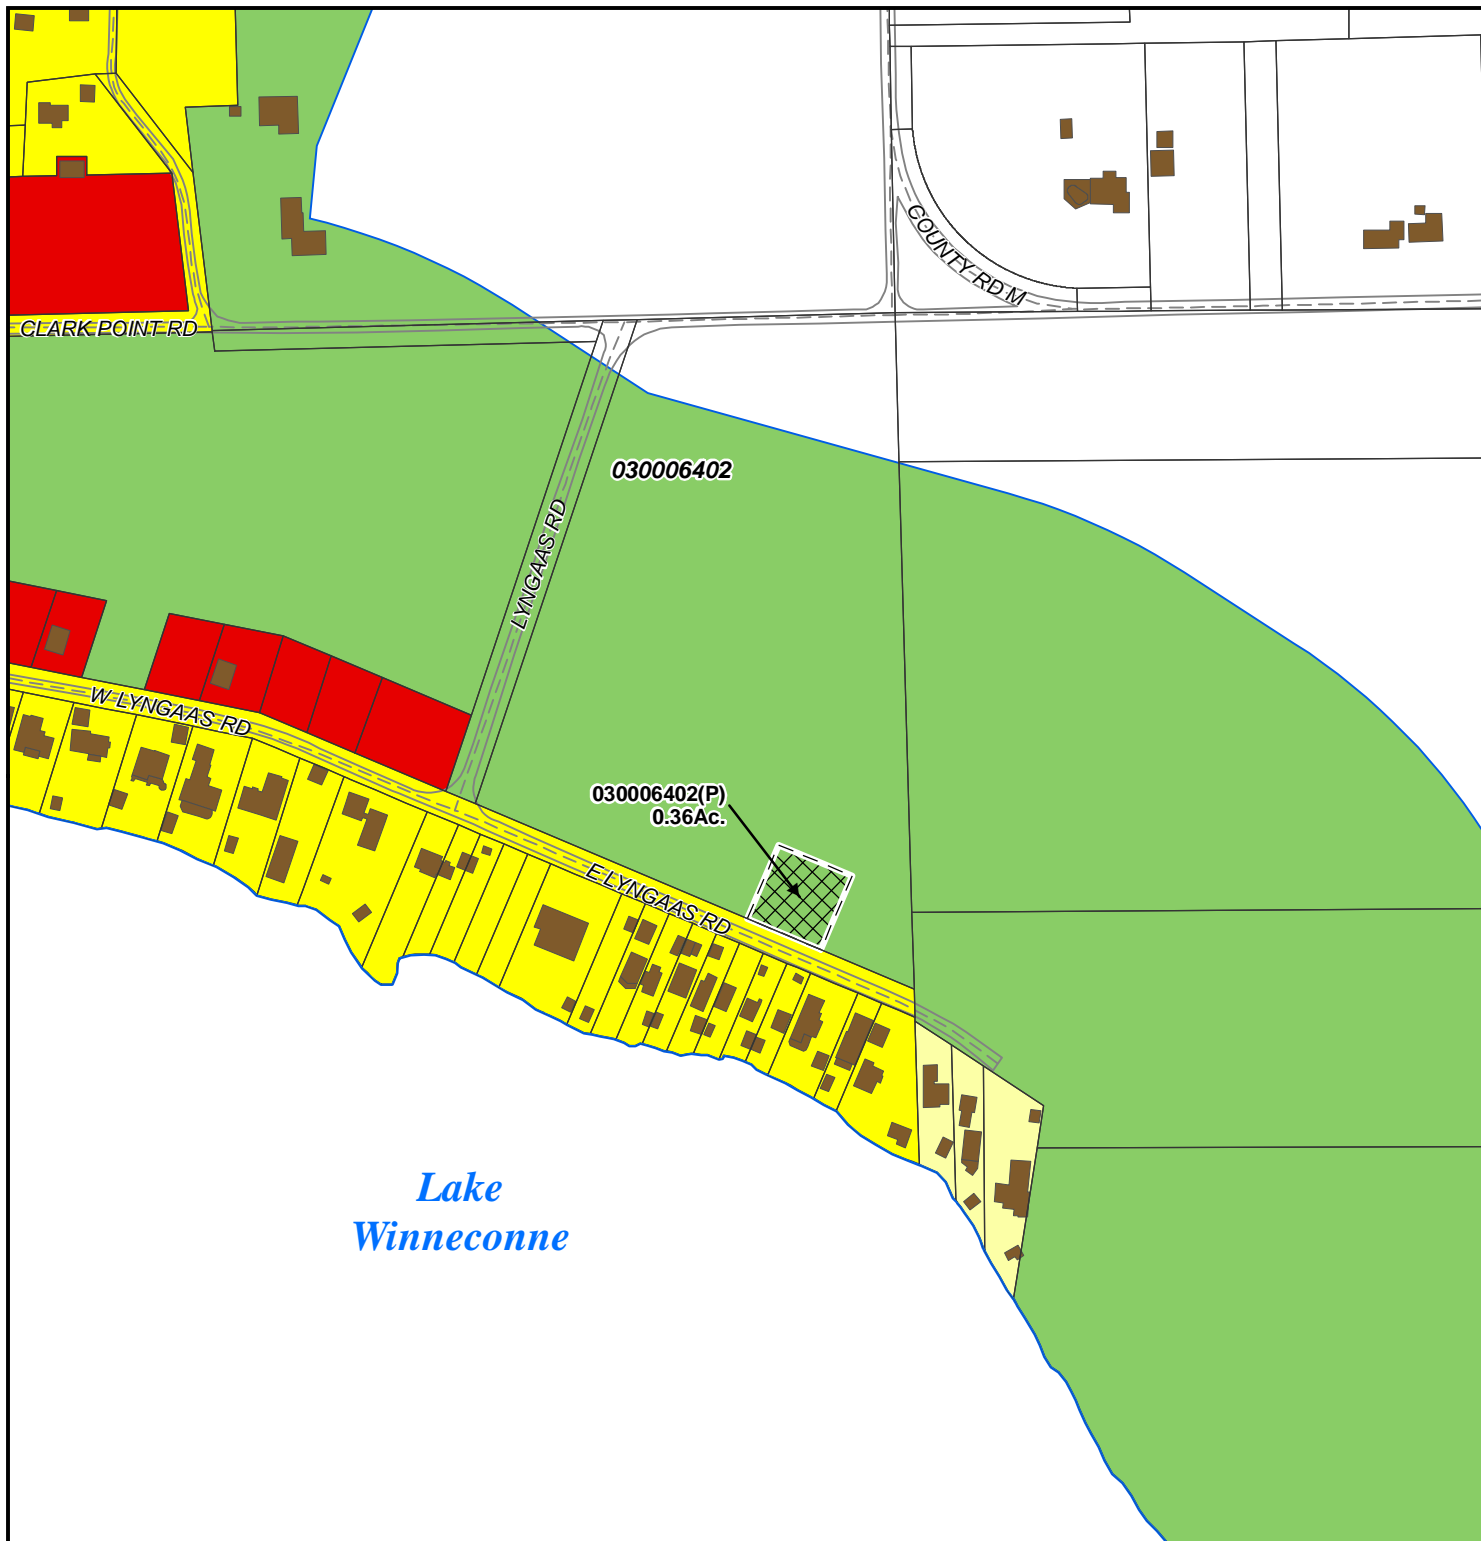 COUNTY RD M
CLARK POINT RD
030006402
LYNGAAS RD
W LYNGAAS RD
030006402(P)
0.36Ac.
E LYNGAAS RD
Lake
Winneconne